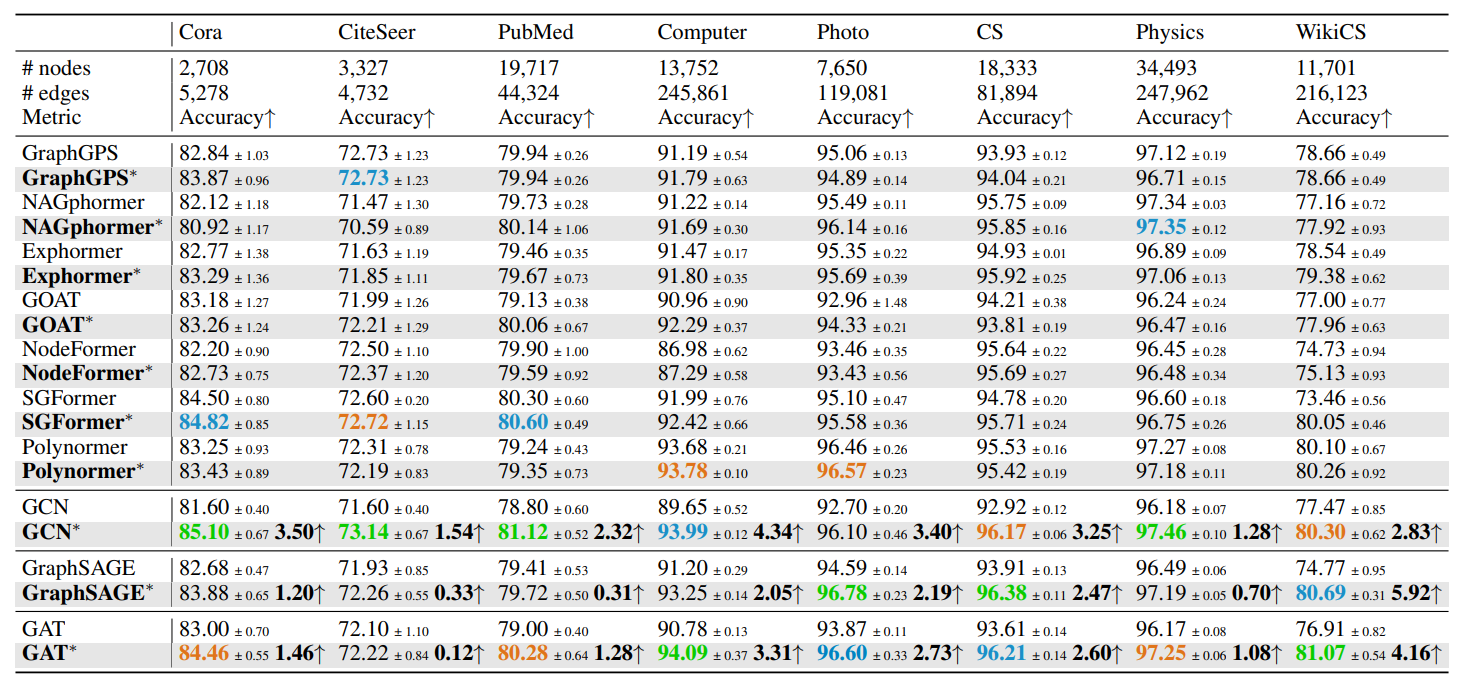 Cora CiteSeer PubMed Computer Photo CS Physics WikiCS
# nodes 2,708 3,327 19,717 13,752 7,650 18,333 34,493 11,701
# edges 5,278 4,732 44,324 245,861 119,081 81,894 247,962 216,123
Metric Accuracy↑ Accuracy↑ Accuracy↑ Accuracy↑ Accuracy↑ Accuracy↑ Accuracy↑ Accuracy↑
GraphGPS 82.84 ± 1.03 72.73 ± 1.23 79.94 ± 0.26 91.19 ± 0.54 95.06 ± 0.13 93.93 ± 0.12 97.12 ± 0.19 78.66 ± 0.49
GraphGPS* 83.87 ± 0.96 72.73 ± 1.23 79.94 ± 0.26 91.79 ± 0.63 94.89 ± 0.14 94.04 ± 0.21 96.71 ± 0.15 78.66 ± 0.49
NAGphormer 82.12 ± 1.18 71.47 ± 1.30 79.73 ± 0.28 91.22 ± 0.14 95.49 ± 0.11 95.75 ± 0.09 97.34 ± 0.03 77.16 ± 0.72
NAGphormer* 80.92 ± 1.17 70.59 ± 0.89 80.14 ± 1.06 91.69 ± 0.30 96.14 ± 0.16 95.85 ± 0.16 97.35 ± 0.12 77.92 ± 0.93
Exphormer 82.77 ± 1.38 71.63 ± 1.19 79.46 ± 0.35 91.47 ± 0.17 95.35 ± 0.22 94.93 ± 0.01 96.89 ± 0.09 78.54 ± 0.49
Exphormer* 83.29 ± 1.36 71.85 ± 1.11 79.67 ± 0.73 91.80 ± 0.35 95.69 ± 0.39 95.92 ± 0.25 97.06 ± 0.13 79.38 ± 0.62
GOAT 83.18 ± 1.27 71.99 ± 1.26 79.13 ± 0.38 90.96 ± 0.90 92.96 ± 1.48 94.21 ± 0.38 96.24 ± 0.24 77.00 ± 0.77
GOAT* 83.26 ± 1.24 72.21 ± 1.29 80.06 ± 0.67 92.29 ± 0.37 94.33 ± 0.21 93.81 ± 0.19 96.47 ± 0.16 77.96 ± 0.63
NodeFormer 82.20 ± 0.90 72.50 ± 1.10 79.90 ± 1.00 86.98 ± 0.62 93.46 ± 0.35 95.64 ± 0.22 96.45 ± 0.28 74.73 ± 0.94
NodeFormer* 82.73 ± 0.75 72.37 ± 1.20 79.59 ± 0.92 87.29 ± 0.58 93.43 ± 0.56 95.69 ± 0.27 96.48 ± 0.34 75.13 ± 0.93
SGFormer 84.50 ± 0.80 72.60 ± 0.20 80.30 ± 0.60 91.99 ± 0.76 95.10 ± 0.47 94.78 ± 0.20 96.60 ± 0.18 73.46 ± 0.56
SGFormer* 84.82 ± 0.85 72.72 ± 1.15 80.60 ± 0.49 92.42 ± 0.66 95.58 ± 0.36 95.71 ± 0.24 96.75 ± 0.26 80.05 ± 0.46
Polynormer 83.25 ± 0.93 72.31 ± 0.78 79.24 ± 0.43 93.68 ± 0.21 96.46 ± 0.26 95.53 ± 0.16 97.27 ± 0.08 80.10 ± 0.67
Polynormer* 83.43 ± 0.89 72.19 ± 0.83 79.35 ± 0.73 93.78 ± 0.10 96.57 ± 0.23 95.42 ± 0.19 97.18 ± 0.11 80.26 ± 0.92
GCN 81.60 ± 0.40 71.60 ± 0.40 78.80 ± 0.60 89.65 ± 0.52 92.70 ± 0.20 92.92 ± 0.12 96.18 ± 0.07 77.47 ± 0.85
GCN* 85.10 ± 0.67 3.50↑ 73.14 ± 0.67 1.54↑ 81.12 ± 0.52 2.32↑ 93.99 ± 0.12 4.34↑ 96.10 ± 0.46 3.40↑ 96.17 ± 0.06 3.25↑ 97.46 ± 0.10 1.28↑ 80.30 ± 0.62 2.83↑
GraphSAGE 82.68 ± 0.47 71.93 ± 0.85 79.41 ± 0.53 91.20 ± 0.29 94.59 ± 0.14 93.91 ± 0.13 96.49 ± 0.06 74.77 ± 0.95
GraphSAGE* 83.88 ± 0.65 1.20↑ 72.26 ± 0.55 0.33↑ 79.72 ± 0.50 0.31↑ 93.25 ± 0.14 2.05↑ 96.78 ± 0.23 2.19↑ 96.38 ± 0.11 2.47↑ 97.19 ± 0.05 0.70↑ 80.69 ± 0.31 5.92↑
GAT 83.00 ± 0.70 72.10 ± 1.10 79.00 ± 0.40 90.78 ± 0.13 93.87 ± 0.11 93.61 ± 0.14 96.17 ± 0.08 76.91 ± 0.82
GAT* 84.46 ± 0.55 1.46↑ 72.22 ± 0.84 0.12↑ 80.28 ± 0.64 1.28↑ 94.09 ± 0.37 3.31↑ 96.60 ± 0.33 2.73↑ 96.21 ± 0.14 2.60↑ 97.25 ± 0.06 1.08↑ 81.07 ± 0.54 4.16↑